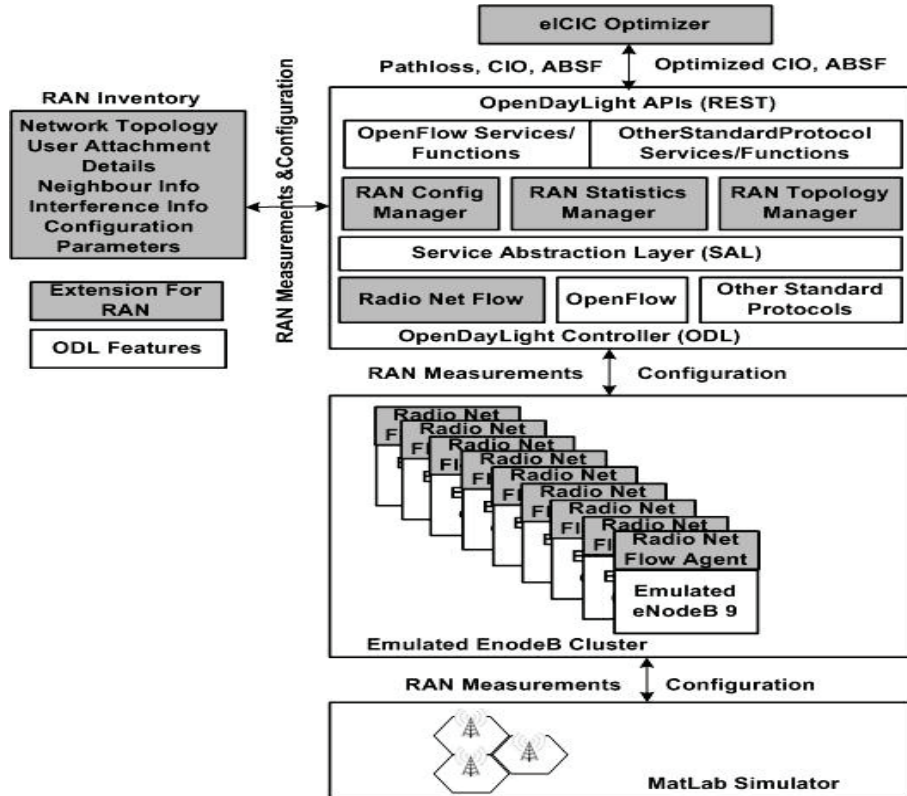 eICIC Optimizer
Pathloss, CIO, ABSF
Optimized CIO, ABSF
RAN Inventory
Network Topology
User Attachment
Details
Neighbour Info
Interference Info
Configuration
Parameters
Extension For
RAN
ODL Features
RAN Measurements &Configuration
OpenDayLight APIs (REST)
OpenFlow Services/
Functions
OtherStandardProtocol
Services/Functions
RAN Config
Manager
RAN Statistics
Manager
RAN Topology
Manager
Service Abstraction Layer (SAL)
Radio Net Flow
OpenFlow
Other Standard
Protocols
OpenDayLight Controller (ODL)
RAN Measurements
Configuration
Radio Net
Radio Net
Radio Net
Radio Net
Radio Net
Radio Net
Radio Net
Radio Net
Radio Net
Flow Agent
Emulated
eNodeB 9
Emulated EnodeB Cluster
RAN Measurements
Configuration
MatLab Simulator